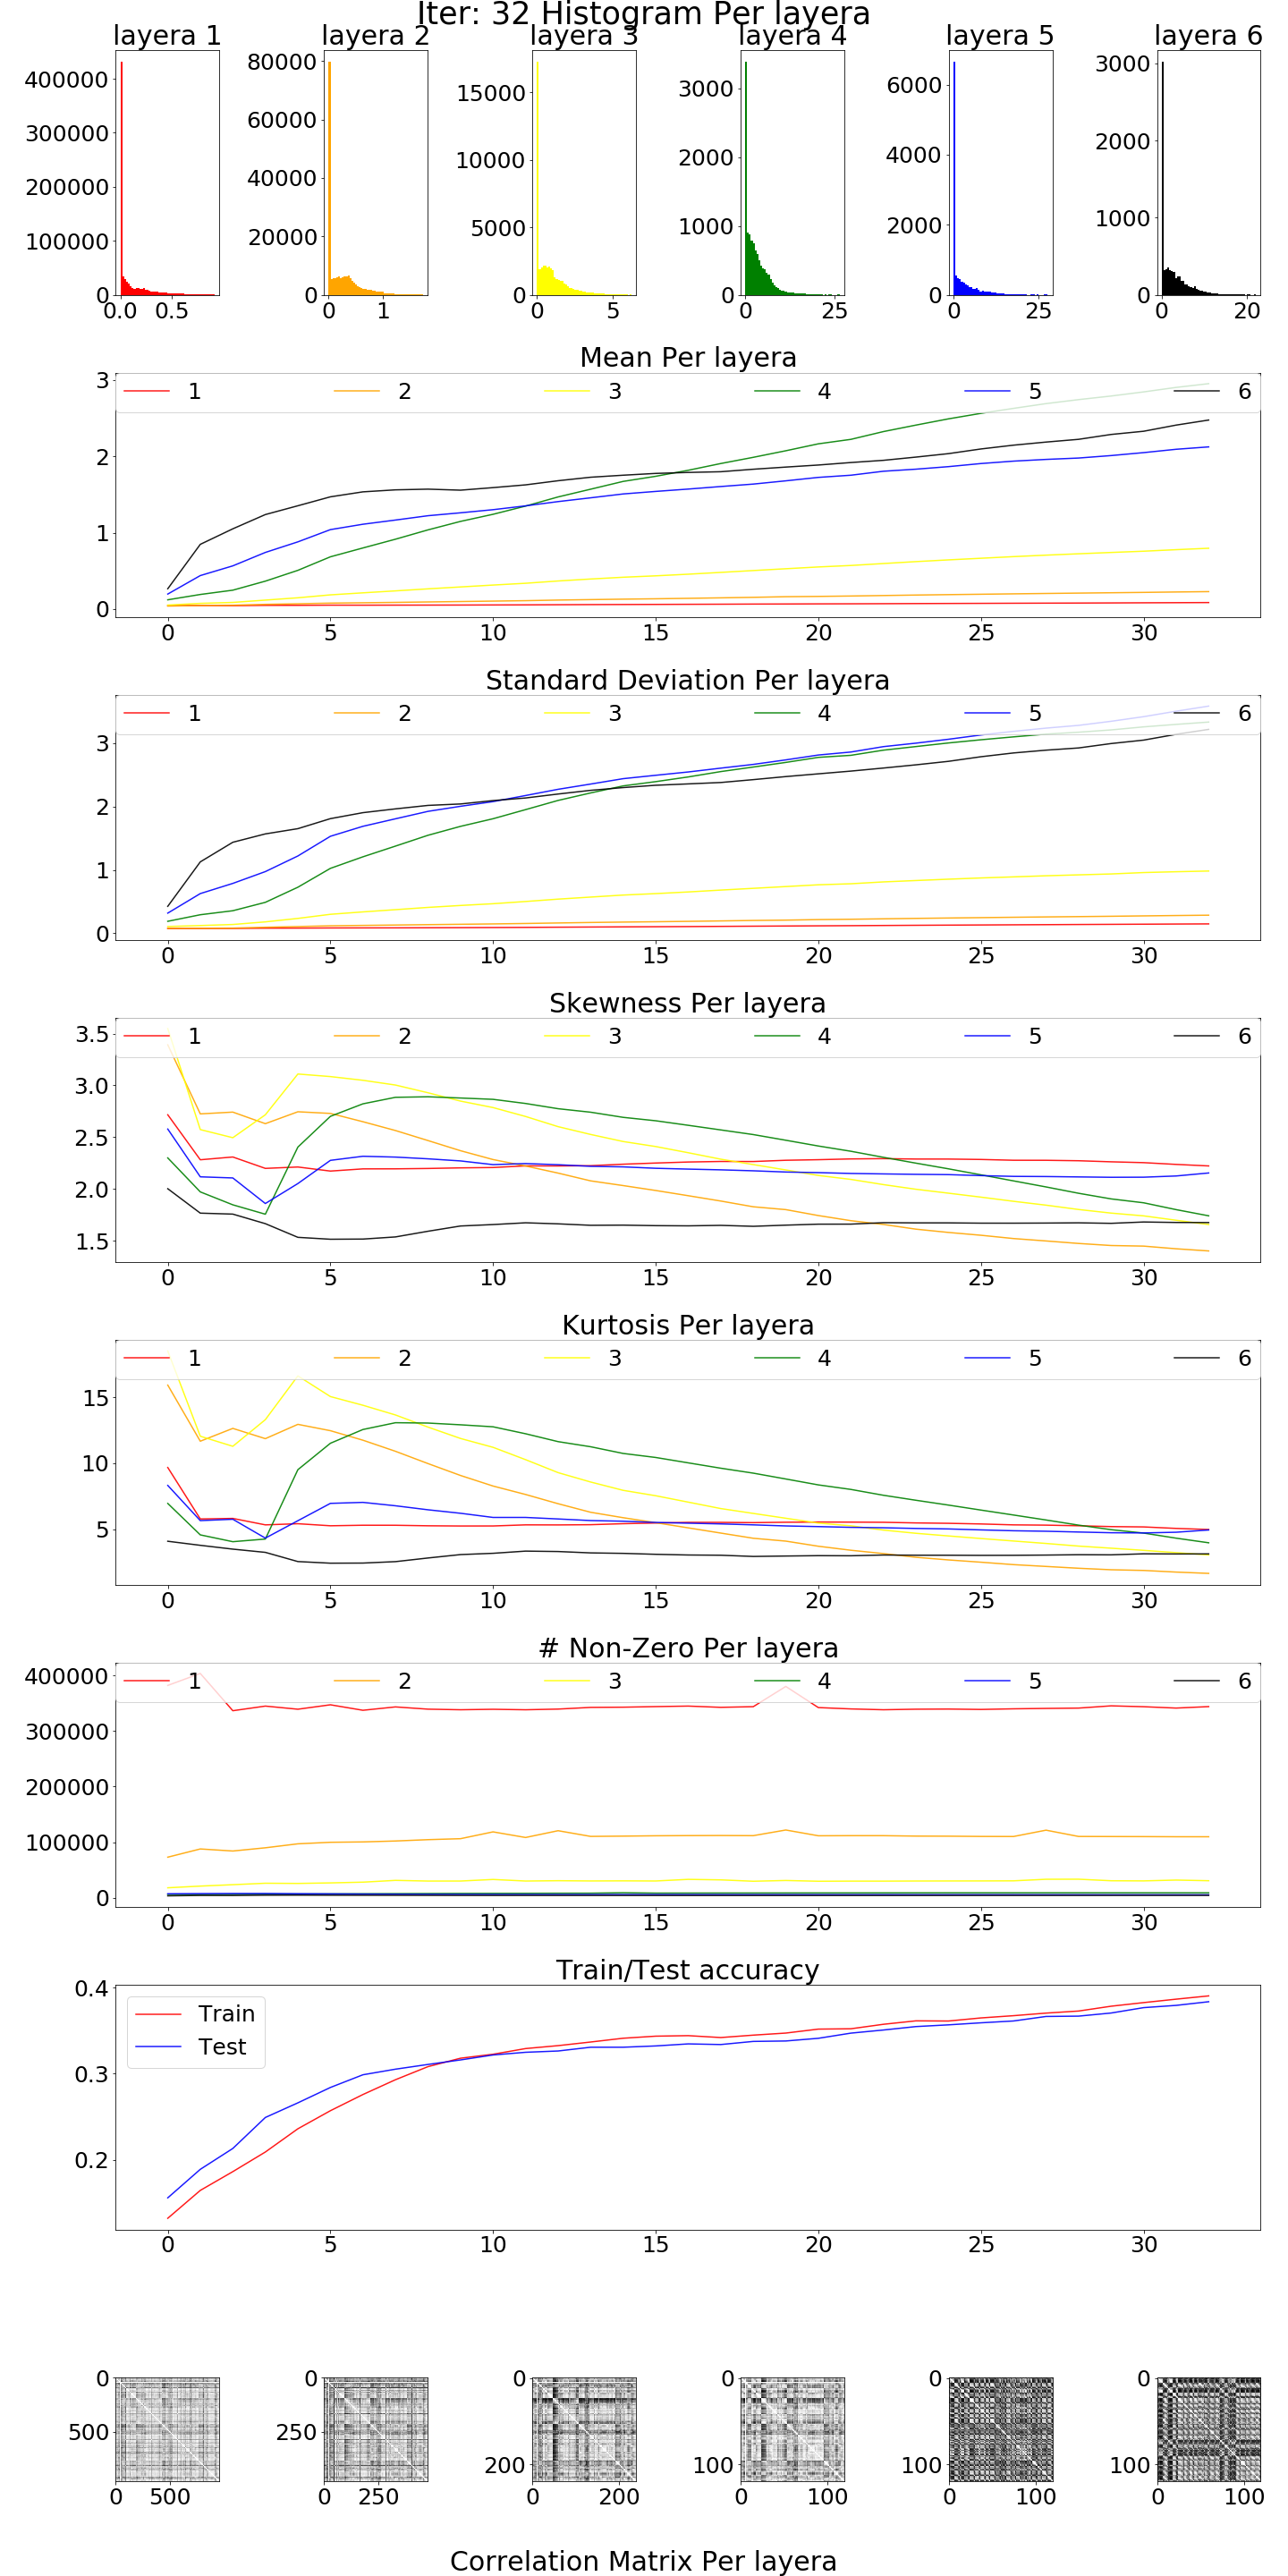 Iter: 32 Histogram Per layera
layera 1 layera 2 layera 3 layera 4 layera 5 layera 6
400000 300000 200000 100000 0
0.0 0.5
80000 60000 40000 20000 0
0 1
15000 10000 5000 0
0 5
3000 2000 1000 0
0 25
6000 4000 2000 0
0 25
3000 2000 1000 0
0 20
Mean Per layera
1 2 3 4 5 6
3
2
1
0
0 5 10 15 20 25 30
Standard Deviation Per layera
1 2 3 4 5 6
3
2
1
0
0 5 10 15 20 25 30
Skewness Per layera
1 2 3 4 5 6
3.5
3.0
2.5
2.0
1.5
0 5 10 15 20 25 30
Kurtosis Per layera
1 2 3 4 5 6
15
10
5
0 5 10 15 20 25 30
# Non-Zero Per layera
1 2 3 4 5 6
400000
300000
200000
100000
0
0 5 10 15 20 25 30
Train/Test accuracy
Train
Test
0.4
0.3
0.2
0 5 10 15 20 25 30
0 500
0 500
0 250
0 250
0 200
0 200
0 100
0 100
0 100
0 100
0 100
0 100
Correlation Matrix Per layera